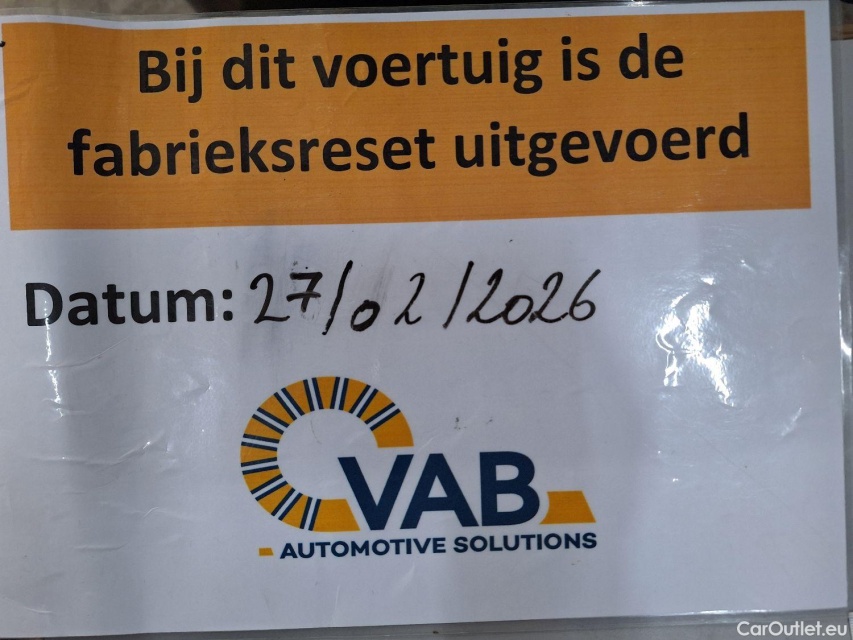 Bij dit voertuig is de
fabrieksreset uitgevoerd
Datum: 27/02/2026
VAB
AUTOMOTIVE SOLUTIONS
CarOutlet.eu